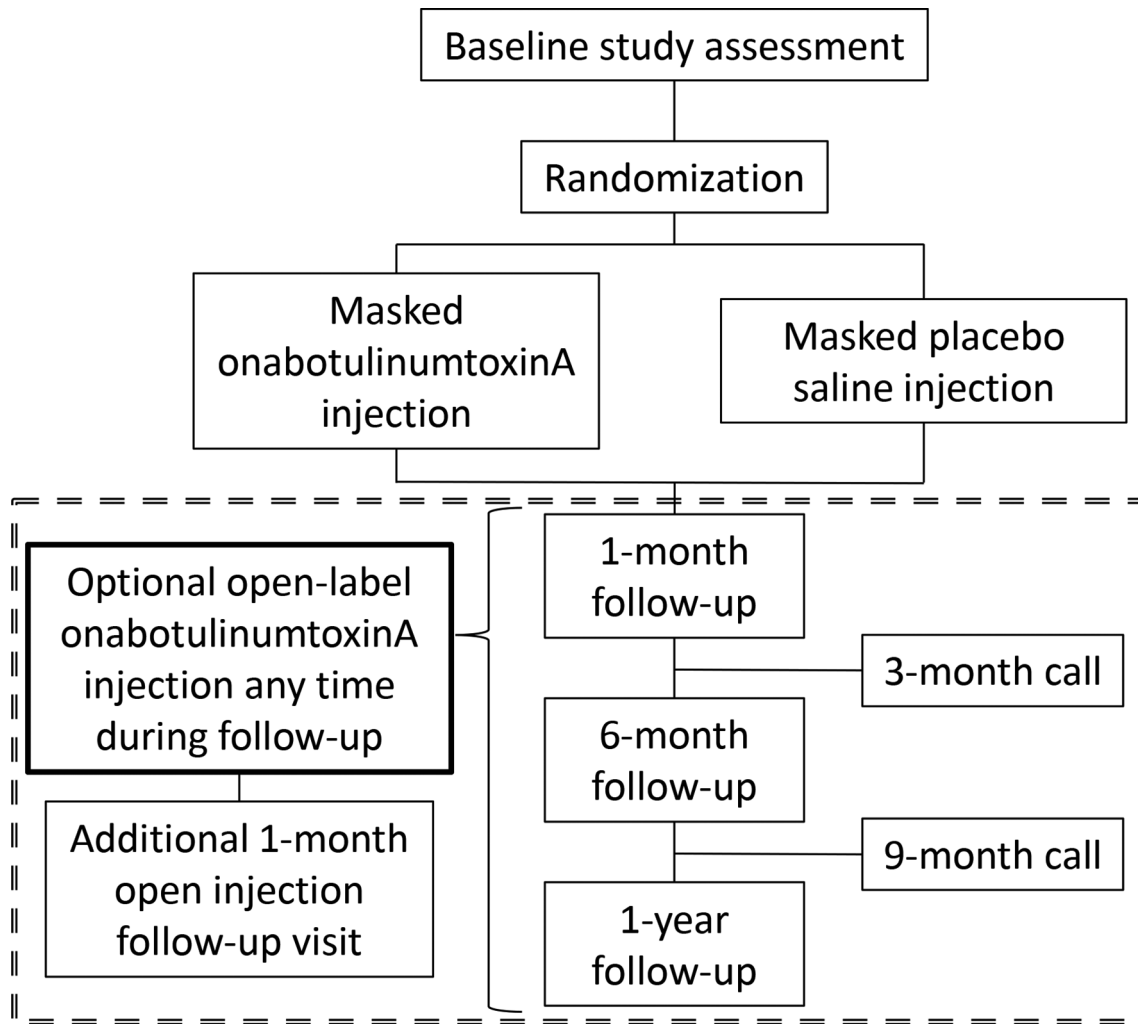 Baseline study assessment
Randomization
Masked
onabotulinumtoxinA
injection
Masked placebo
saline injection
Optional open-label
onabotulinumtoxinA
injection any time
during follow-up
Additional 1-month
open injection
follow-up visit
1-month
follow-up
3-month call
6-month
follow-up
9-month call
1-year
follow-up